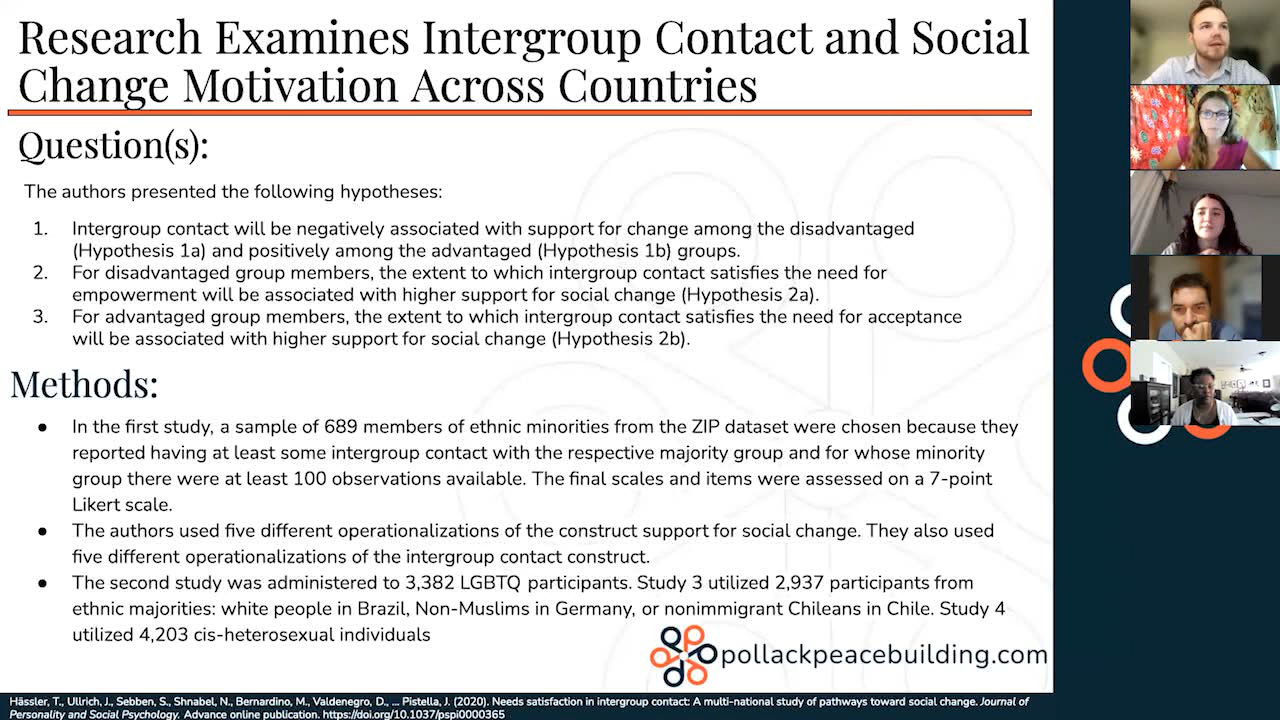 Research Examines Intergroup Contact and Social
Change Motivation Across Countries
Question(s):
The authors presented the following hypotheses:
1. Intergroup contact will be negatively associated with support for change among the disadvantaged
(Hypothesis 1a) and positively among the advantaged (Hypothesis 1b) groups.
2. For disadvantaged group members, the extent to which intergroup contact satisfies the need for
empowerment will be associated with higher support for social change (Hypothesis 2a).
3. For advantaged group members, the extent to which intergroup contact satisfies the need for acceptance
will be associated with higher support for social change (Hypothesis 2b).
Methods:
● In the first study, a sample of 689 members of ethnic minorities from the ZIP dataset were chosen because they
reported having at least some intergroup contact with the respective majority group and for whose minority
group there were at least 100 observations available. The final scales and items were assessed on a 7-point
Likert scale.
● The authors used five different operationalizations of the construct support for social change. They also used
five different operationalizations of the intergroup contact construct.
● The second study was administered to 3,382 LGBTQ participants. Study 3 utilized 2,937 participants from
ethnic majorities: white people in Brazil, Non-Muslims in Germany, or nonimmigrant Chileans in Chile. Study 4
utilized 4,203 cis-heterosexual individuals
pollackpeacebuilding.com
Hässler, T., Ullrich, J., Sebben, S., Shnabel, N., Bernardino, M., Valdenegro, D., ... Pistella, J. (2020). Needs satisfaction in intergroup contact: A multi-national study of pathways toward social change. Journal of
Personality and Social Psychology. Advance online publication. https://doi.org/10.1037/pspi0000365